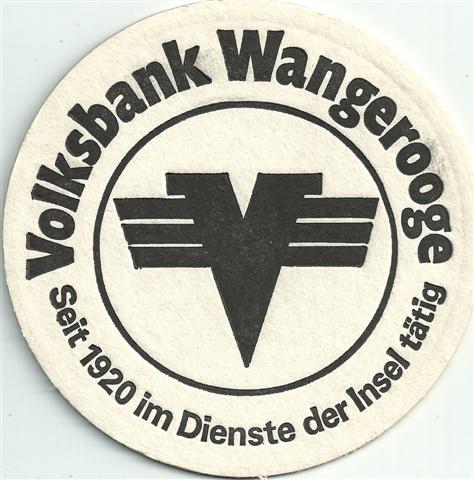 Volksbank Wangerooge
Seit 1920 im Dienste der Insel tätig